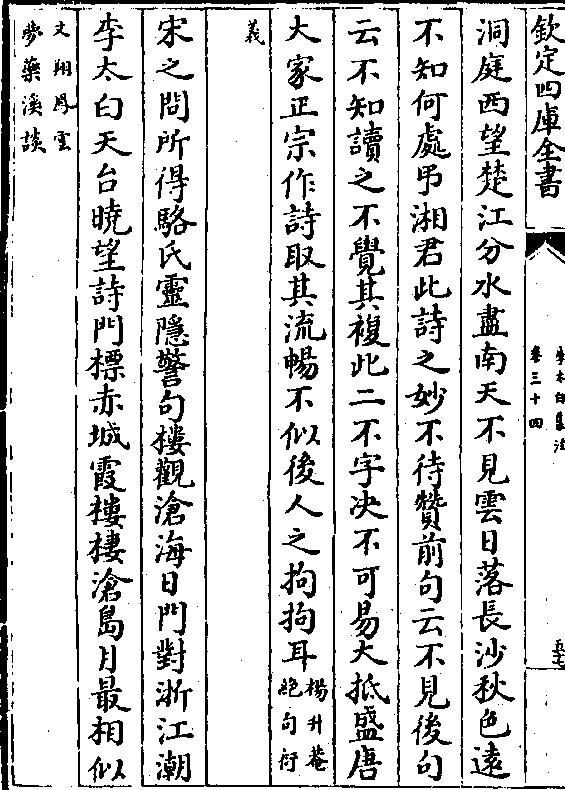 欽定四庫全書
李太白集注
卷三十四
五七
洞庭西望楚江分水盡南天不見雲日落長沙秋色遠
不知何處弔湘君此詩之妙不待贊前句云不見後句
云不知讀之不覺其複此二不字决不可易大抵盛唐
大家正宗作詩取其流暢不似後人之拘拘耳楊升菴絶句衍
義
宋之問所得駱氏靈隱警句樓觀滄海日門對浙江潮
李太白天台曉望詩門標赤城霞樓棲滄島月最相似
文翔鳳雲
夢藥溪談